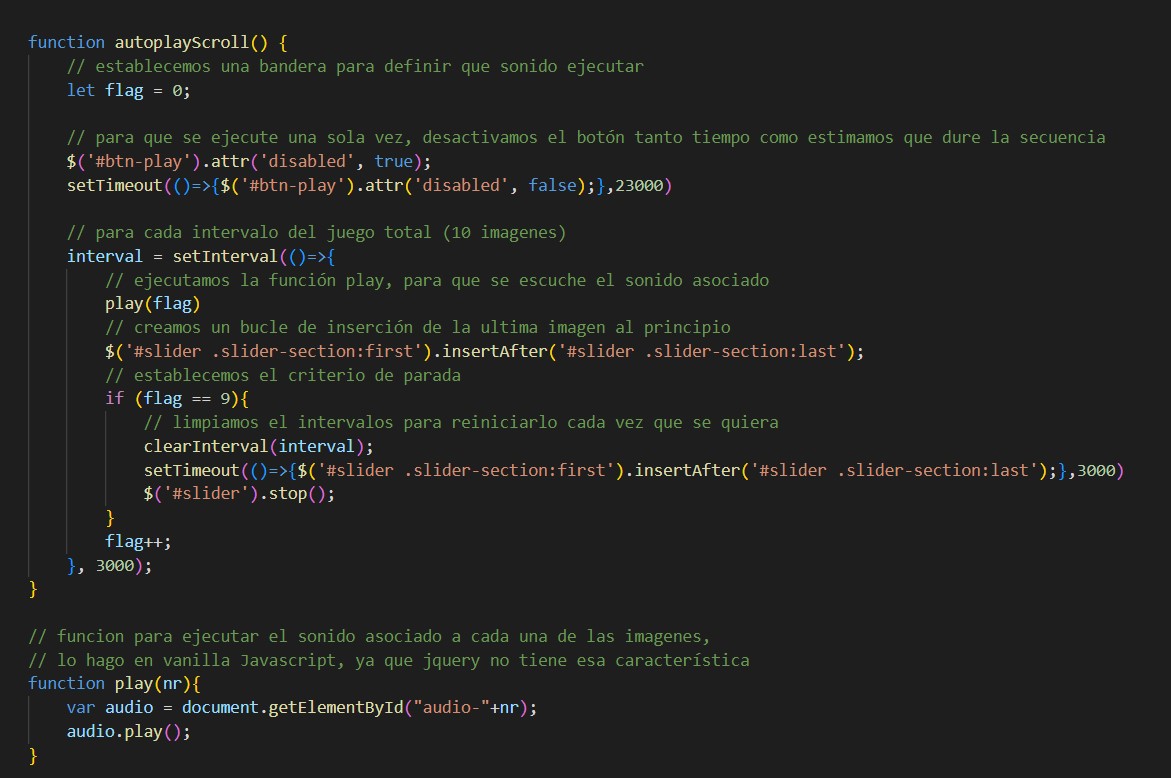 function autoplayScroll() {
    // establecemos una bandera para definir que sonido ejecutar
    let flag = 0;

    // para que se ejecute una sola vez, desactivamos el botón tanto tiempo como estimamos que dure la secuencia
    $('#btn-play').attr('disabled', true);
    setTimeout(()=>{$('#btn-play').attr('disabled', false);},23000)

    // para cada intervalo del juego total (10 imagenes)
    interval = setInterval(()=>{
        // ejecutamos la función play, para que se escuche el sonido asociado
        play(flag)
        // creamos un bucle de inserción de la ultima imagen al principio
        $('#slider .slider-section:first').insertAfter('#slider .slider-section:last');
        // establecemos el criterio de parada
        if (flag == 9){
            // limpiamos el intervalos para reiniciarlo cada vez que se quiera
            clearInterval(interval);
            setTimeout(()=>{$('#slider .slider-section:first').insertAfter('#slider .slider-section:last');},3000)
            $('#slider').stop();
        }
        flag++;
    }, 3000);
}

// funcion para ejecutar el sonido asociado a cada una de las imagenes,
// lo hago en vanilla Javascript, ya que jquery no tiene esa característica
function play(nr){
    var audio = document.getElementById("audio-"+nr);
    audio.play();
}